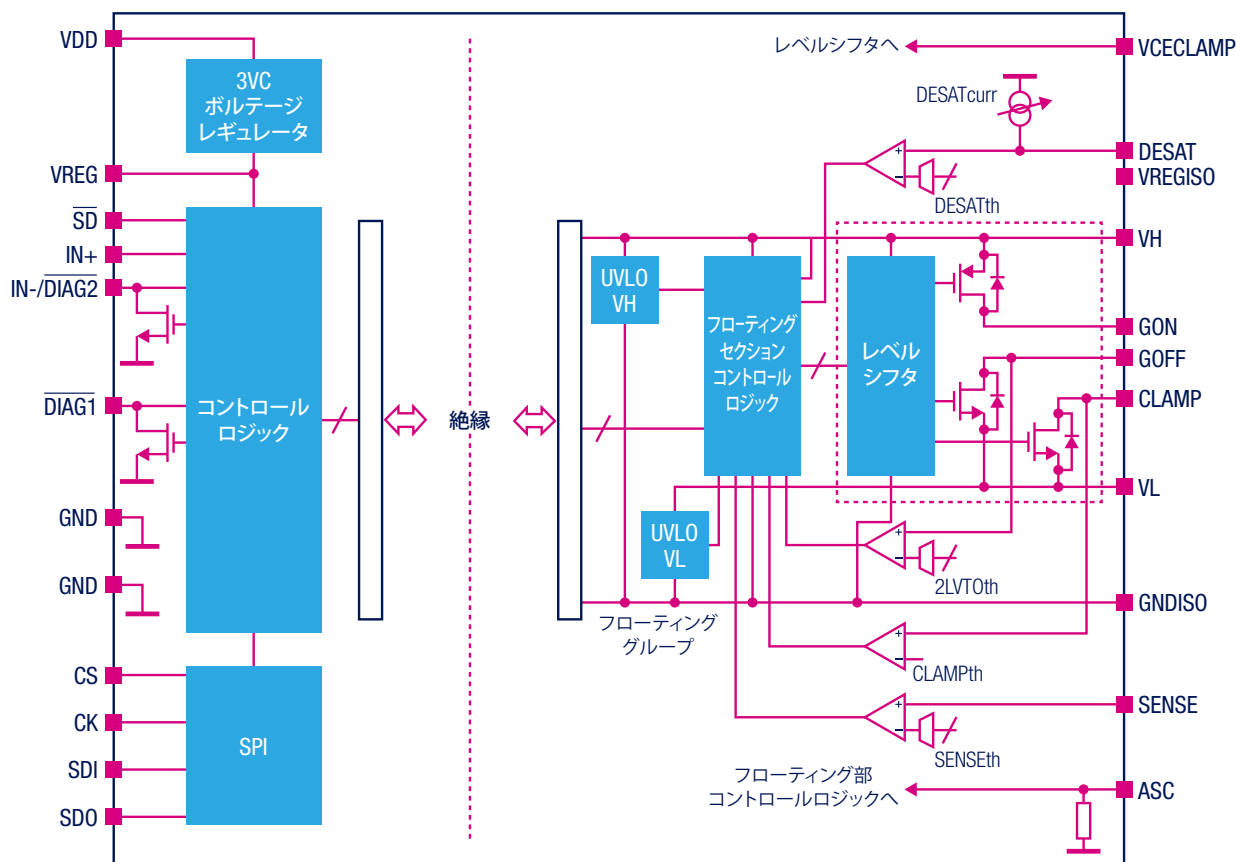 VDD
3VC
ボルテージ
レギュレータ
VREG
SD
IN+
IN-/DIAG2
DIAG1
コントロール
ロジック
GND
GND
CS
CK
SDI
SDO
SPI
絶縁
レベルシフタへ
VCECLAMP
DESATcurr
+
-
DESATth
DESAT
VREGISO
VH
UVLO
VH
フローティング
セクション
コントロール
ロジック
レベル
シフタ
GON
GOFF
CLAMP
VL
UVLO
VL
+
-
2LVTOth
GNDISO
フローティング
グループ
+
-
CLAMPth
SENSE
+
-
SENSEth
フローティング部
コントロールロジックへ
ASC